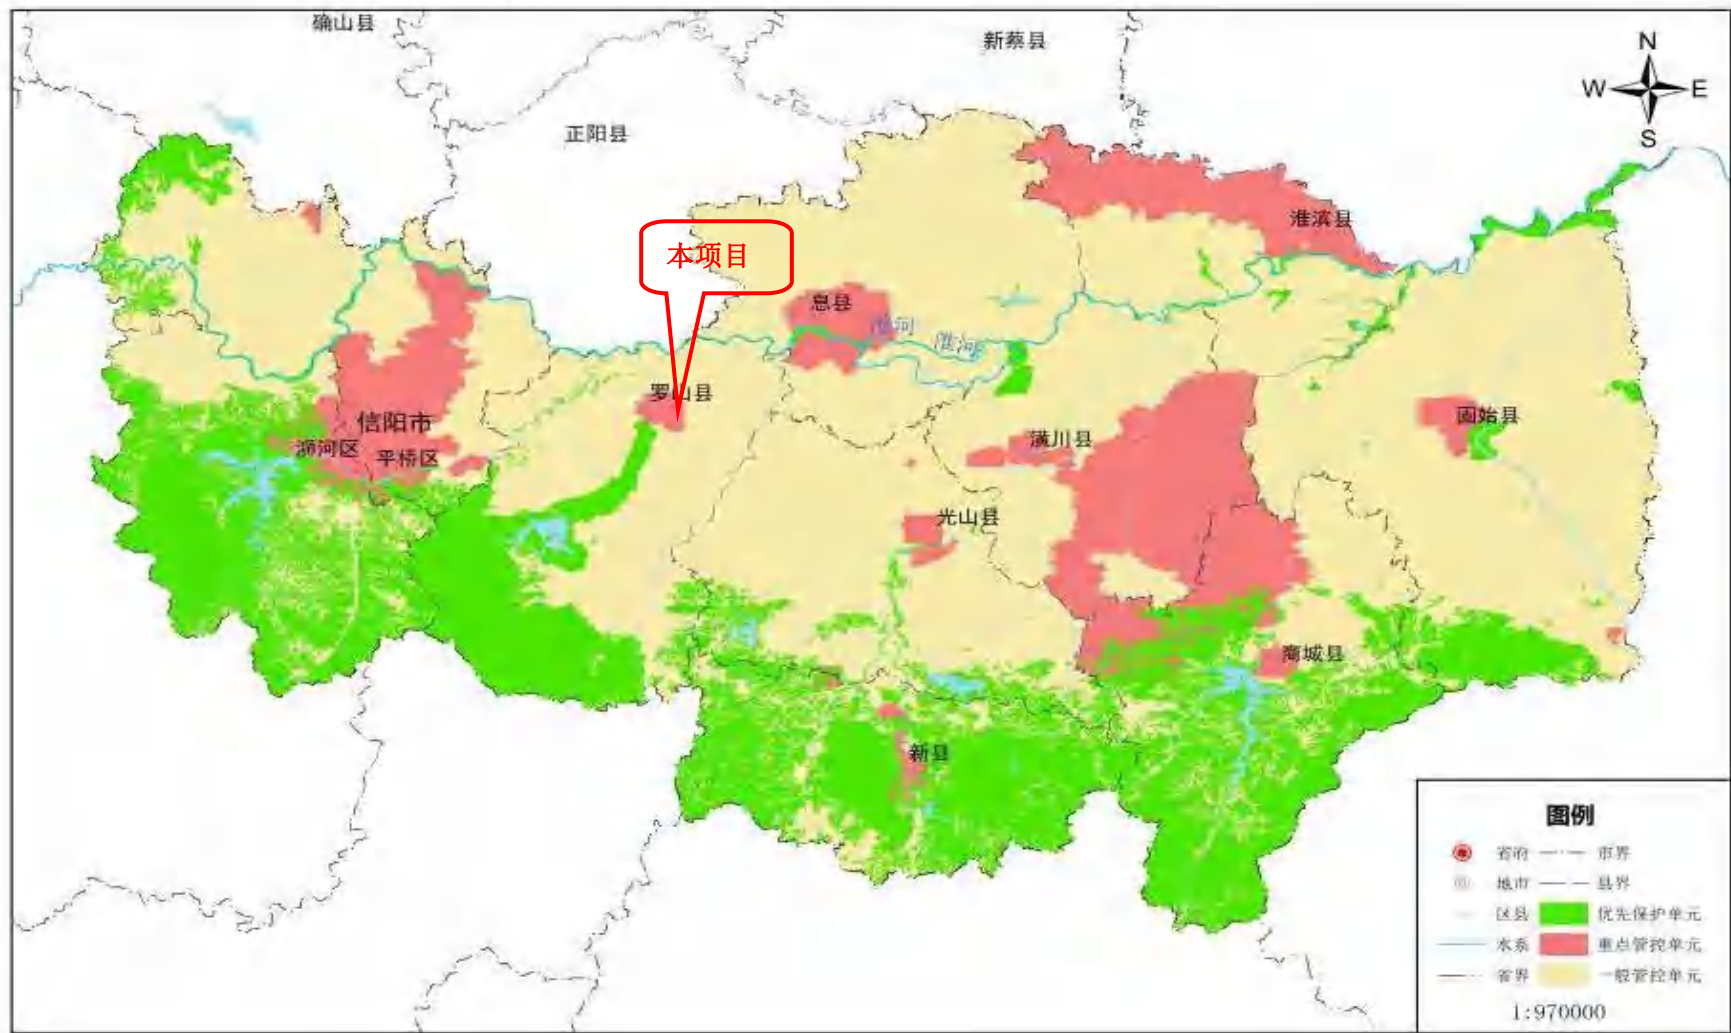 确山县
新蔡县
N
W
E
S
正阳县
淮滨县
本项目
息县
淮河
罗山县
固始县
信阳市
潢川县
浉河区
平桥区
光山县
商城县
新县
图例
省府
市界
地市
县界
区县
优先保护单元
水系
重点管控单元
省界
一般管控单元
1:970000